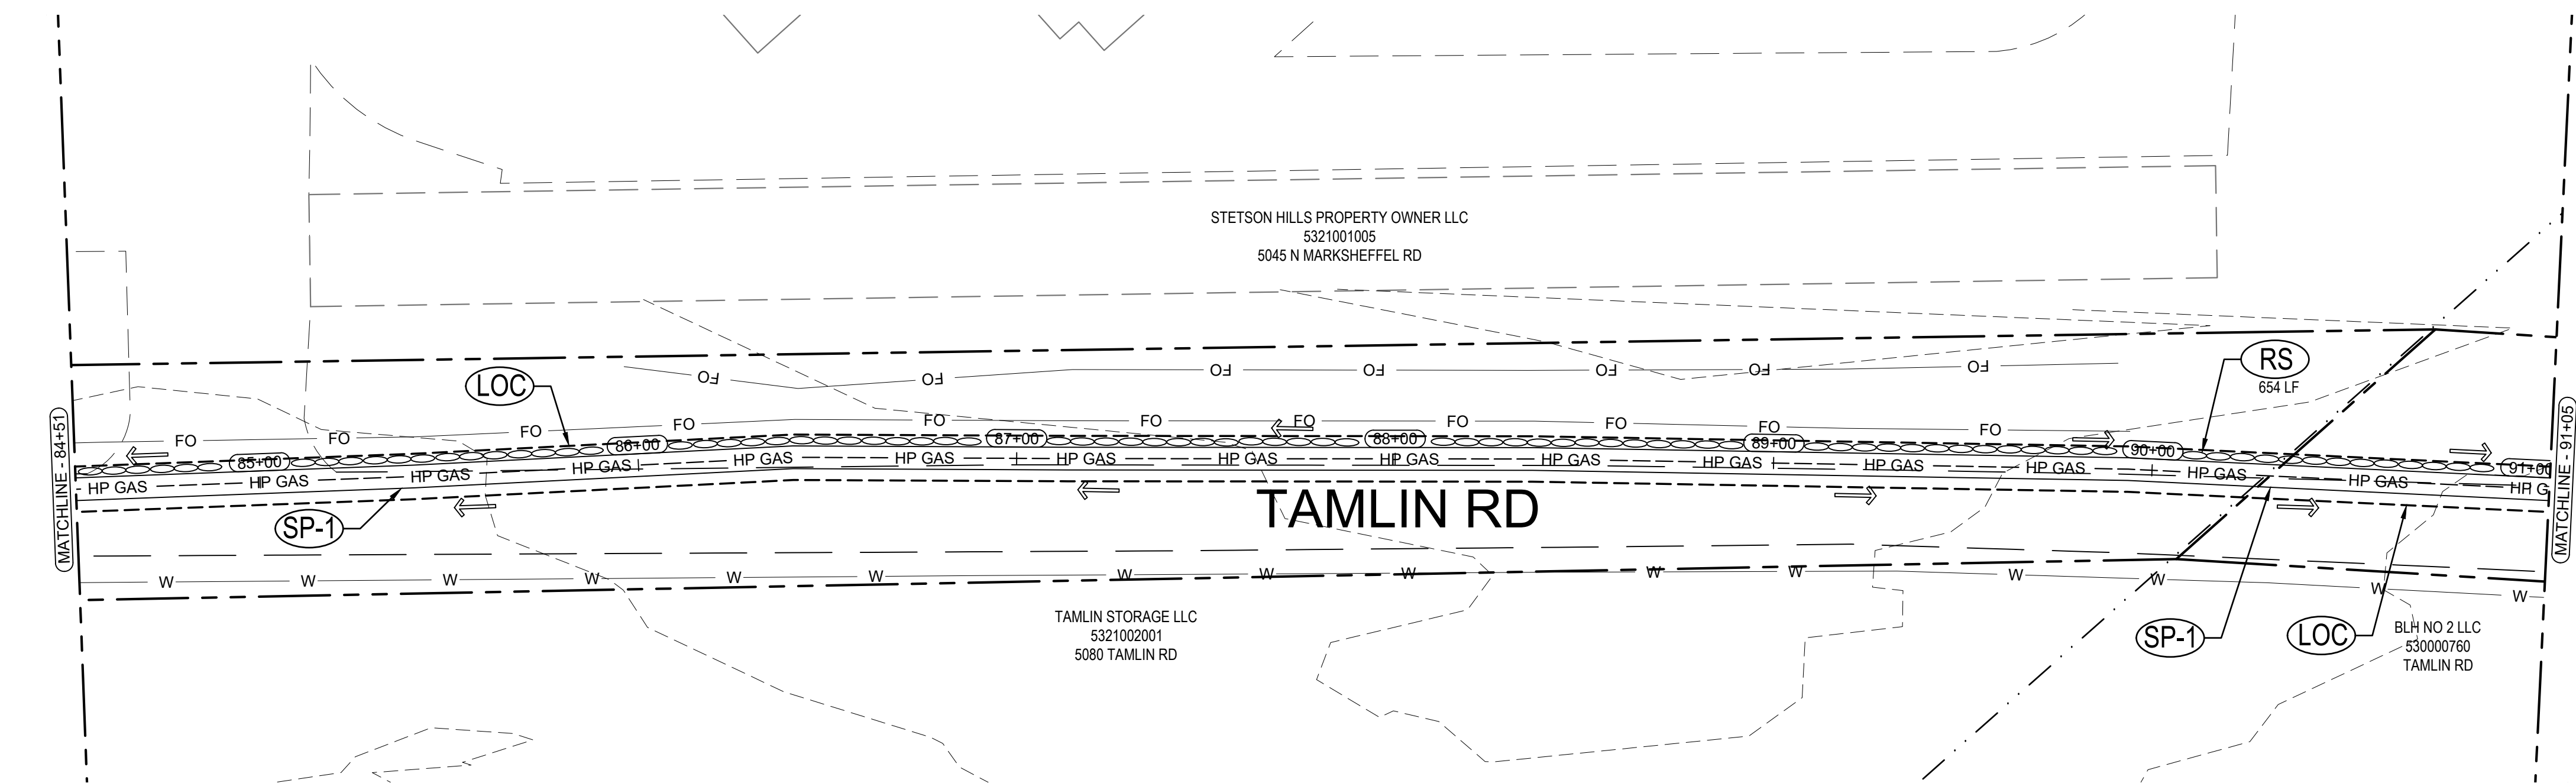 STETSON HILLS PROPERTY OWNER LLC
5321001005
5045 N MARKSHEFFEL RD
RS
654 LF
LOC
FO FO FO FO FO FO FO
FO FO FO FO FO FO FO FO FO FO
MATCHLINE - 84+51
MATCHLINE - 91+05
85+00 86+00 87+00 88+00 89+00 90+00 91+00
HP GAS HP GAS HP GAS HP GAS HP GAS HP GAS HP GAS HP GAS HP GAS HP GAS HP GAS HP GAS HP GAS HP GAS HP GAS HP G
SP-1
TAMLIN RD
W W W W W W W W W W W W W W W
TAMLIN STORAGE LLC
5321002001
5080 TAMLIN RD
SP-1
LOC
BLH NO 2 LLC
530000760
TAMLIN RD